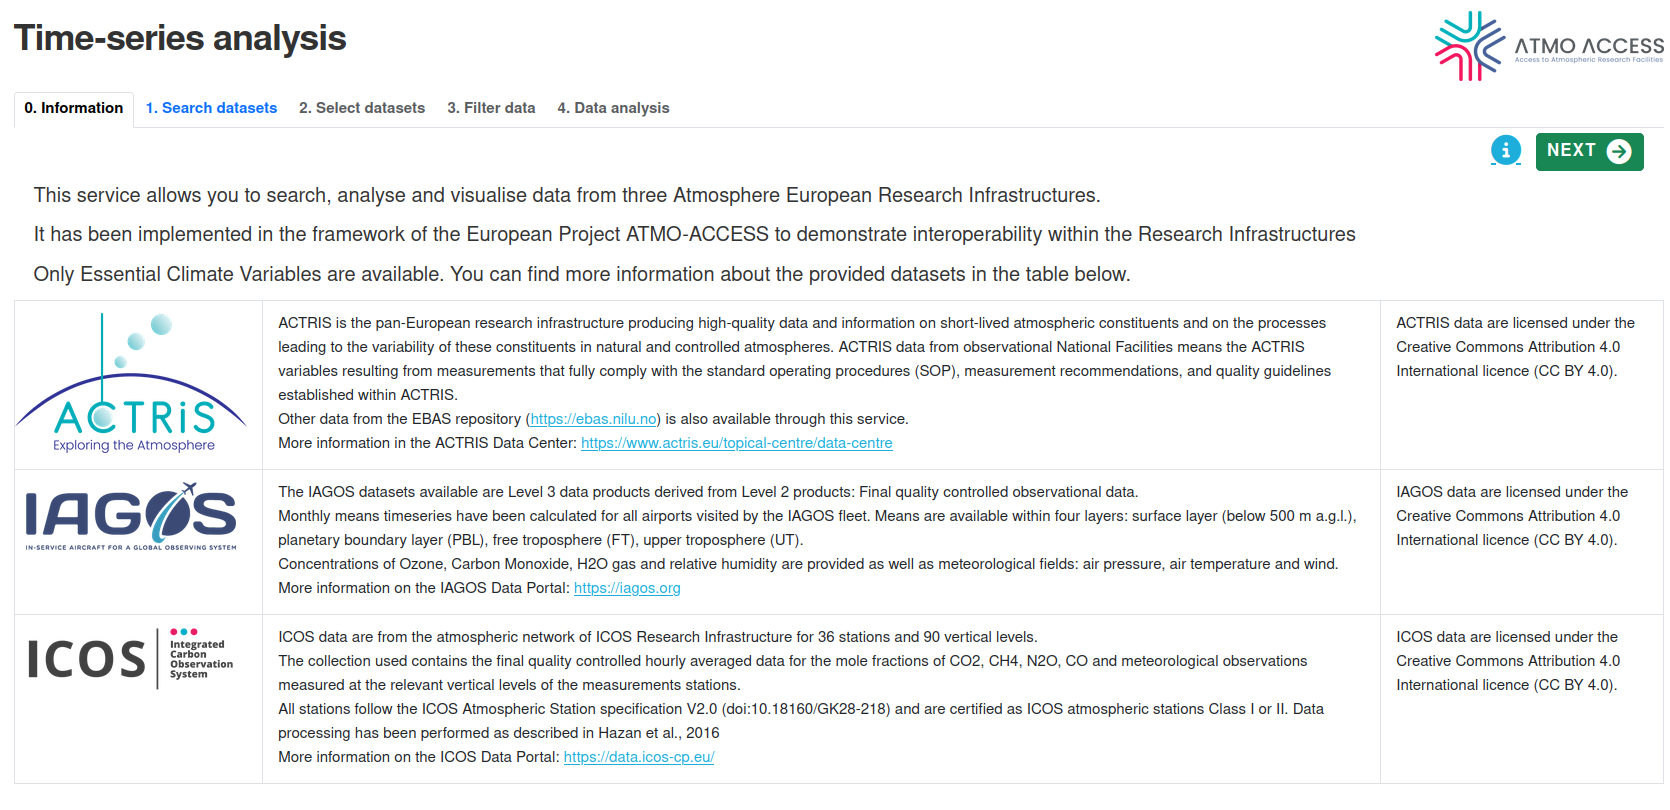 Time-series analysis
ATMO ACCESS
Access to Atmospheric Research Facilities
0. Information 1. Search datasets 2. Select datasets 3. Filter data 4. Data analysis
i NEXT
This service allows you to search, analyse and visualise data from three Atmosphere European Research Infrastructures.
It has been implemented in the framework of the European Project ATMO-ACCESS to demonstrate interoperability within the Research Infrastructures
Only Essential Climate Variables are available. You can find more information about the provided datasets in the table below.
ACTRiS
Exploring the Atmosphere
ACTRIS is the pan-European research infrastructure producing high-quality data and information on short-lived atmospheric constituents and on the processes
leading to the variability of these constituents in natural and controlled atmospheres. ACTRIS data from observational National Facilities means the ACTRIS
variables resulting from measurements that fully comply with the standard operating procedures (SOP), measurement recommendations, and quality guidelines
established within ACTRIS.
Other data from the EBAS repository (https://ebas.nilu.no) is also available through this service.
More information in the ACTRIS Data Center: https://www.actris.eu/topical-centre/data-centre
ACTRIS data are licensed under the
Creative Commons Attribution 4.0
International licence (CC BY 4.0).
IAGOS
IN-SERVICE AIRCRAFT FOR A GLOBAL OBSERVING SYSTEM
The IAGOS datasets available are Level 3 data products derived from Level 2 products: Final quality controlled observational data.
Monthly means timeseries have been calculated for all airports visited by the IAGOS fleet. Means are available within four layers: surface layer (below 500 m a.g.l.),
planetary boundary layer (PBL), free troposphere (FT), upper troposphere (UT).
Concentrations of Ozone, Carbon Monoxide, H2O gas and relative humidity are provided as well as meteorological fields: air pressure, air temperature and wind.
More information on the IAGOS Data Portal: https://iagos.org
IAGOS data are licensed under the
Creative Commons Attribution 4.0
International licence (CC BY 4.0).
ICOS
Integrated
Carbon
Observation
System
ICOS data are from the atmospheric network of ICOS Research Infrastructure for 36 stations and 90 vertical levels.
The collection used contains the final quality controlled hourly averaged data for the mole fractions of CO2, CH4, N2O, CO and meteorological observations
measured at the relevant vertical levels of the measurements stations.
All stations follow the ICOS Atmospheric Station specification V2.0 (doi:10.18160/GK28-218) and are certified as ICOS atmospheric stations Class I or II. Data
processing has been performed as described in Hazan et al., 2016
More information on the ICOS Data Portal: https://data.icos-cp.eu/
ICOS data are licensed under the
Creative Commons Attribution 4.0
International licence (CC BY 4.0).